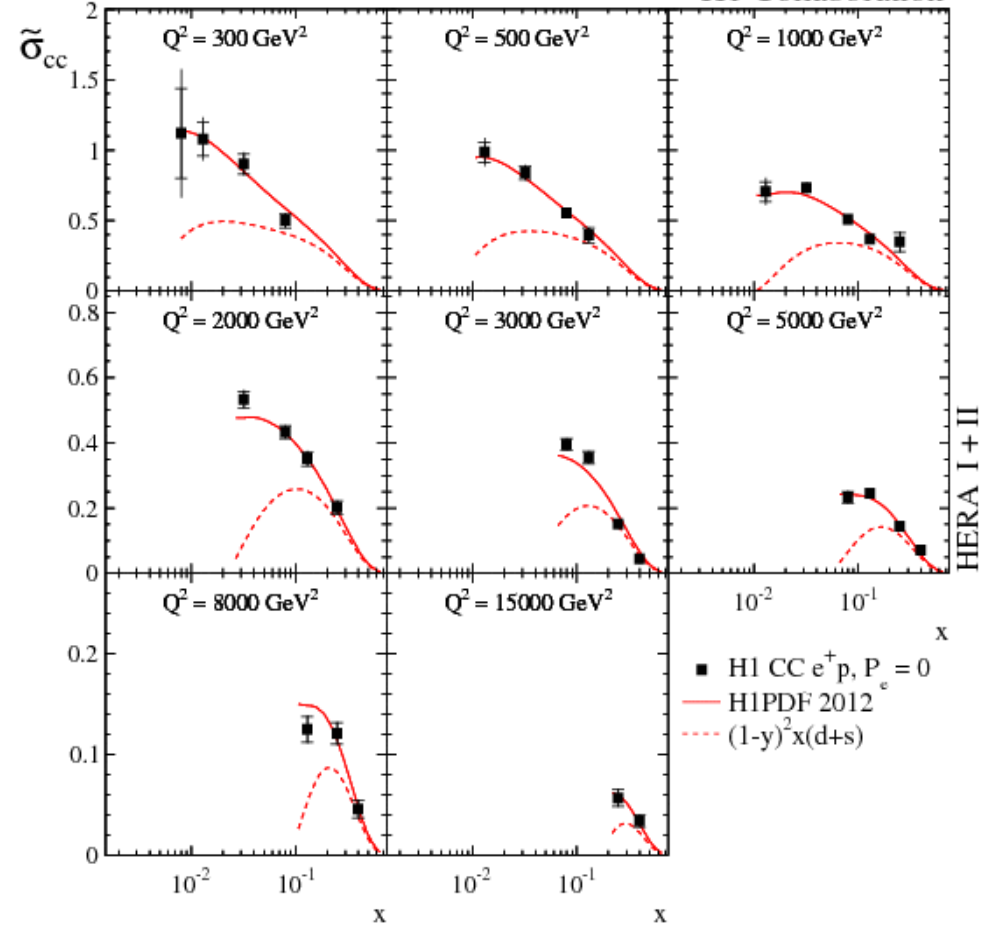 σ̃cc
Q² = 300 GeV²
Q² = 500 GeV²
Q² = 1000 GeV²
2
1.5
1
0.5
0
Q² = 2000 GeV²
Q² = 3000 GeV²
Q² = 5000 GeV²
0.8
0.6
0.4
0.2
0
10⁻² 10⁻¹
x
Q² = 8000 GeV²
Q² = 15000 GeV²
0.2
0.1
0
10⁻² 10⁻¹
x
10⁻² 10⁻¹
x
H1 CC e⁺p, Pₑ = 0
H1PDF 2012
(1-y)²x(d+s)
HERA I + II